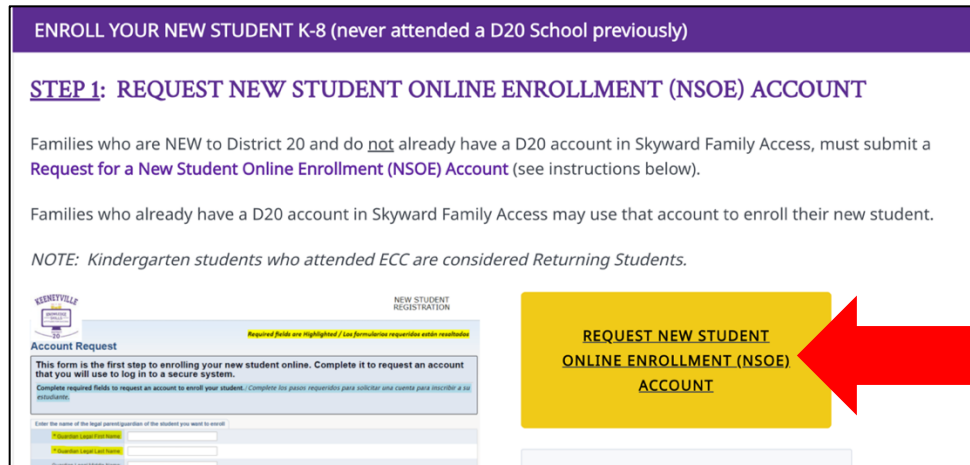 ENROLL YOUR NEW STUDENT K-8 (never attended a D20 School previously)
STEP 1: REQUEST NEW STUDENT ONLINE ENROLLMENT (NSOE) ACCOUNT
Families who are NEW to District 20 and do not already have a D20 account in Skyward Family Access, must submit a
Request for a New Student Online Enrollment (NSOE) Account (see instructions below).
Families who already have a D20 account in Skyward Family Access may use that account to enroll their new student.
NOTE: Kindergarten students who attended ECC are considered Returning Students.
KEENEYVILLE
20
NEW STUDENT
REGISTRATION
Required fields are Highlighted / Los formularios requeridos están resaltados
Account Request
This form is the first step to enrolling your new student online. Complete it to request an account
that you will use to log in to a secure system.
Complete required fields to request an account to enroll your student. / Complete los pasos requeridos para solicitar una cuenta para inscribir a su
estudiante.
Enter the name of the legal parent/guardian of the student you want to enroll
* Guardian Legal First Name:
* Guardian Legal Last Name:
Guardian Legal Middle Name:
REQUEST NEW STUDENT
ONLINE ENROLLMENT (NSOE)
ACCOUNT